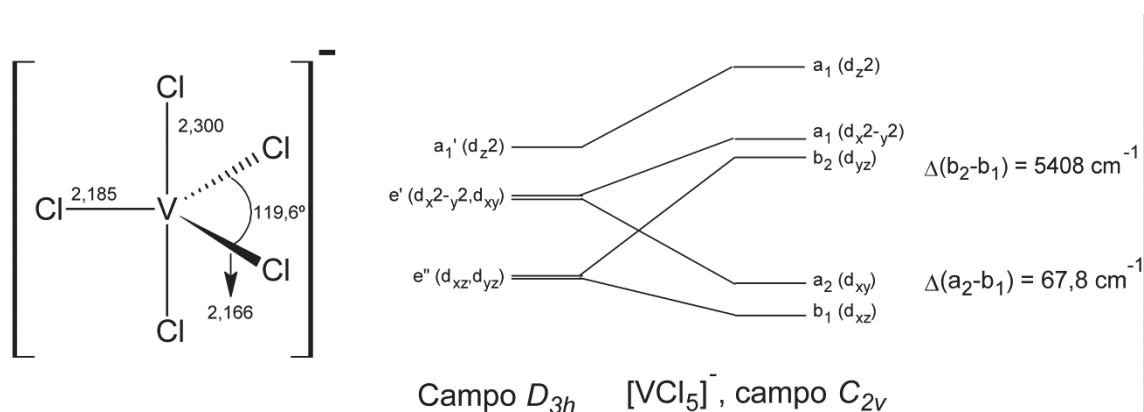 -
Cl
2,300
Cl
Cl
2,185
V
119,6º
Cl
2,166
Cl
a1' (dz2)
e' (dx2-y2,dxy)
e'' (dxz,dyz)
a1 (dz2)
a1 (dx2-y2)
b2 (dyz)
a2 (dxy)
b1 (dxz)
Δ(b2-b1) = 5408 cm-1
Δ(a2-b1) = 67,8 cm-1
Campo D3h
[VCl5]-, campo C2v